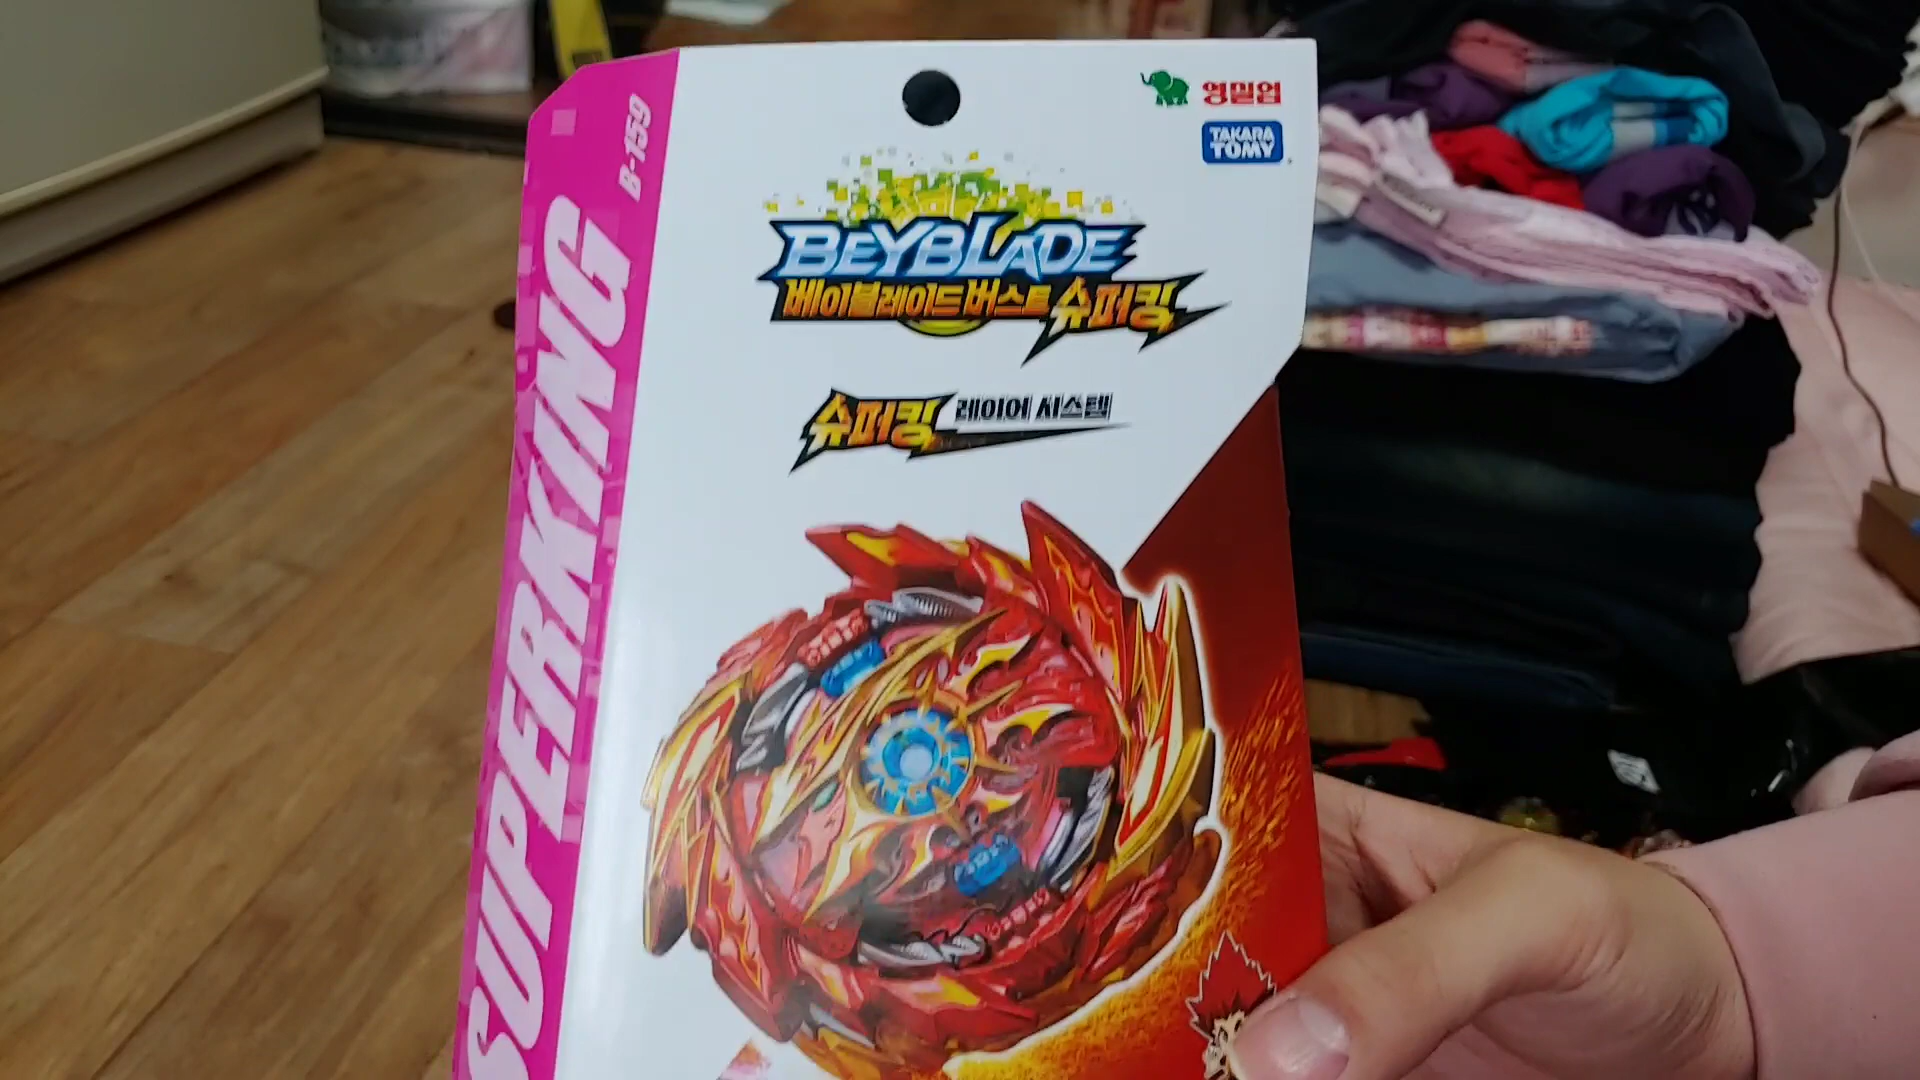 B-159
SUPERKING
영실업
TAKARA
TOMY
BEYBLADE
베이블레이드 버스트 슈퍼킹
슈퍼킹 레이어 시스템